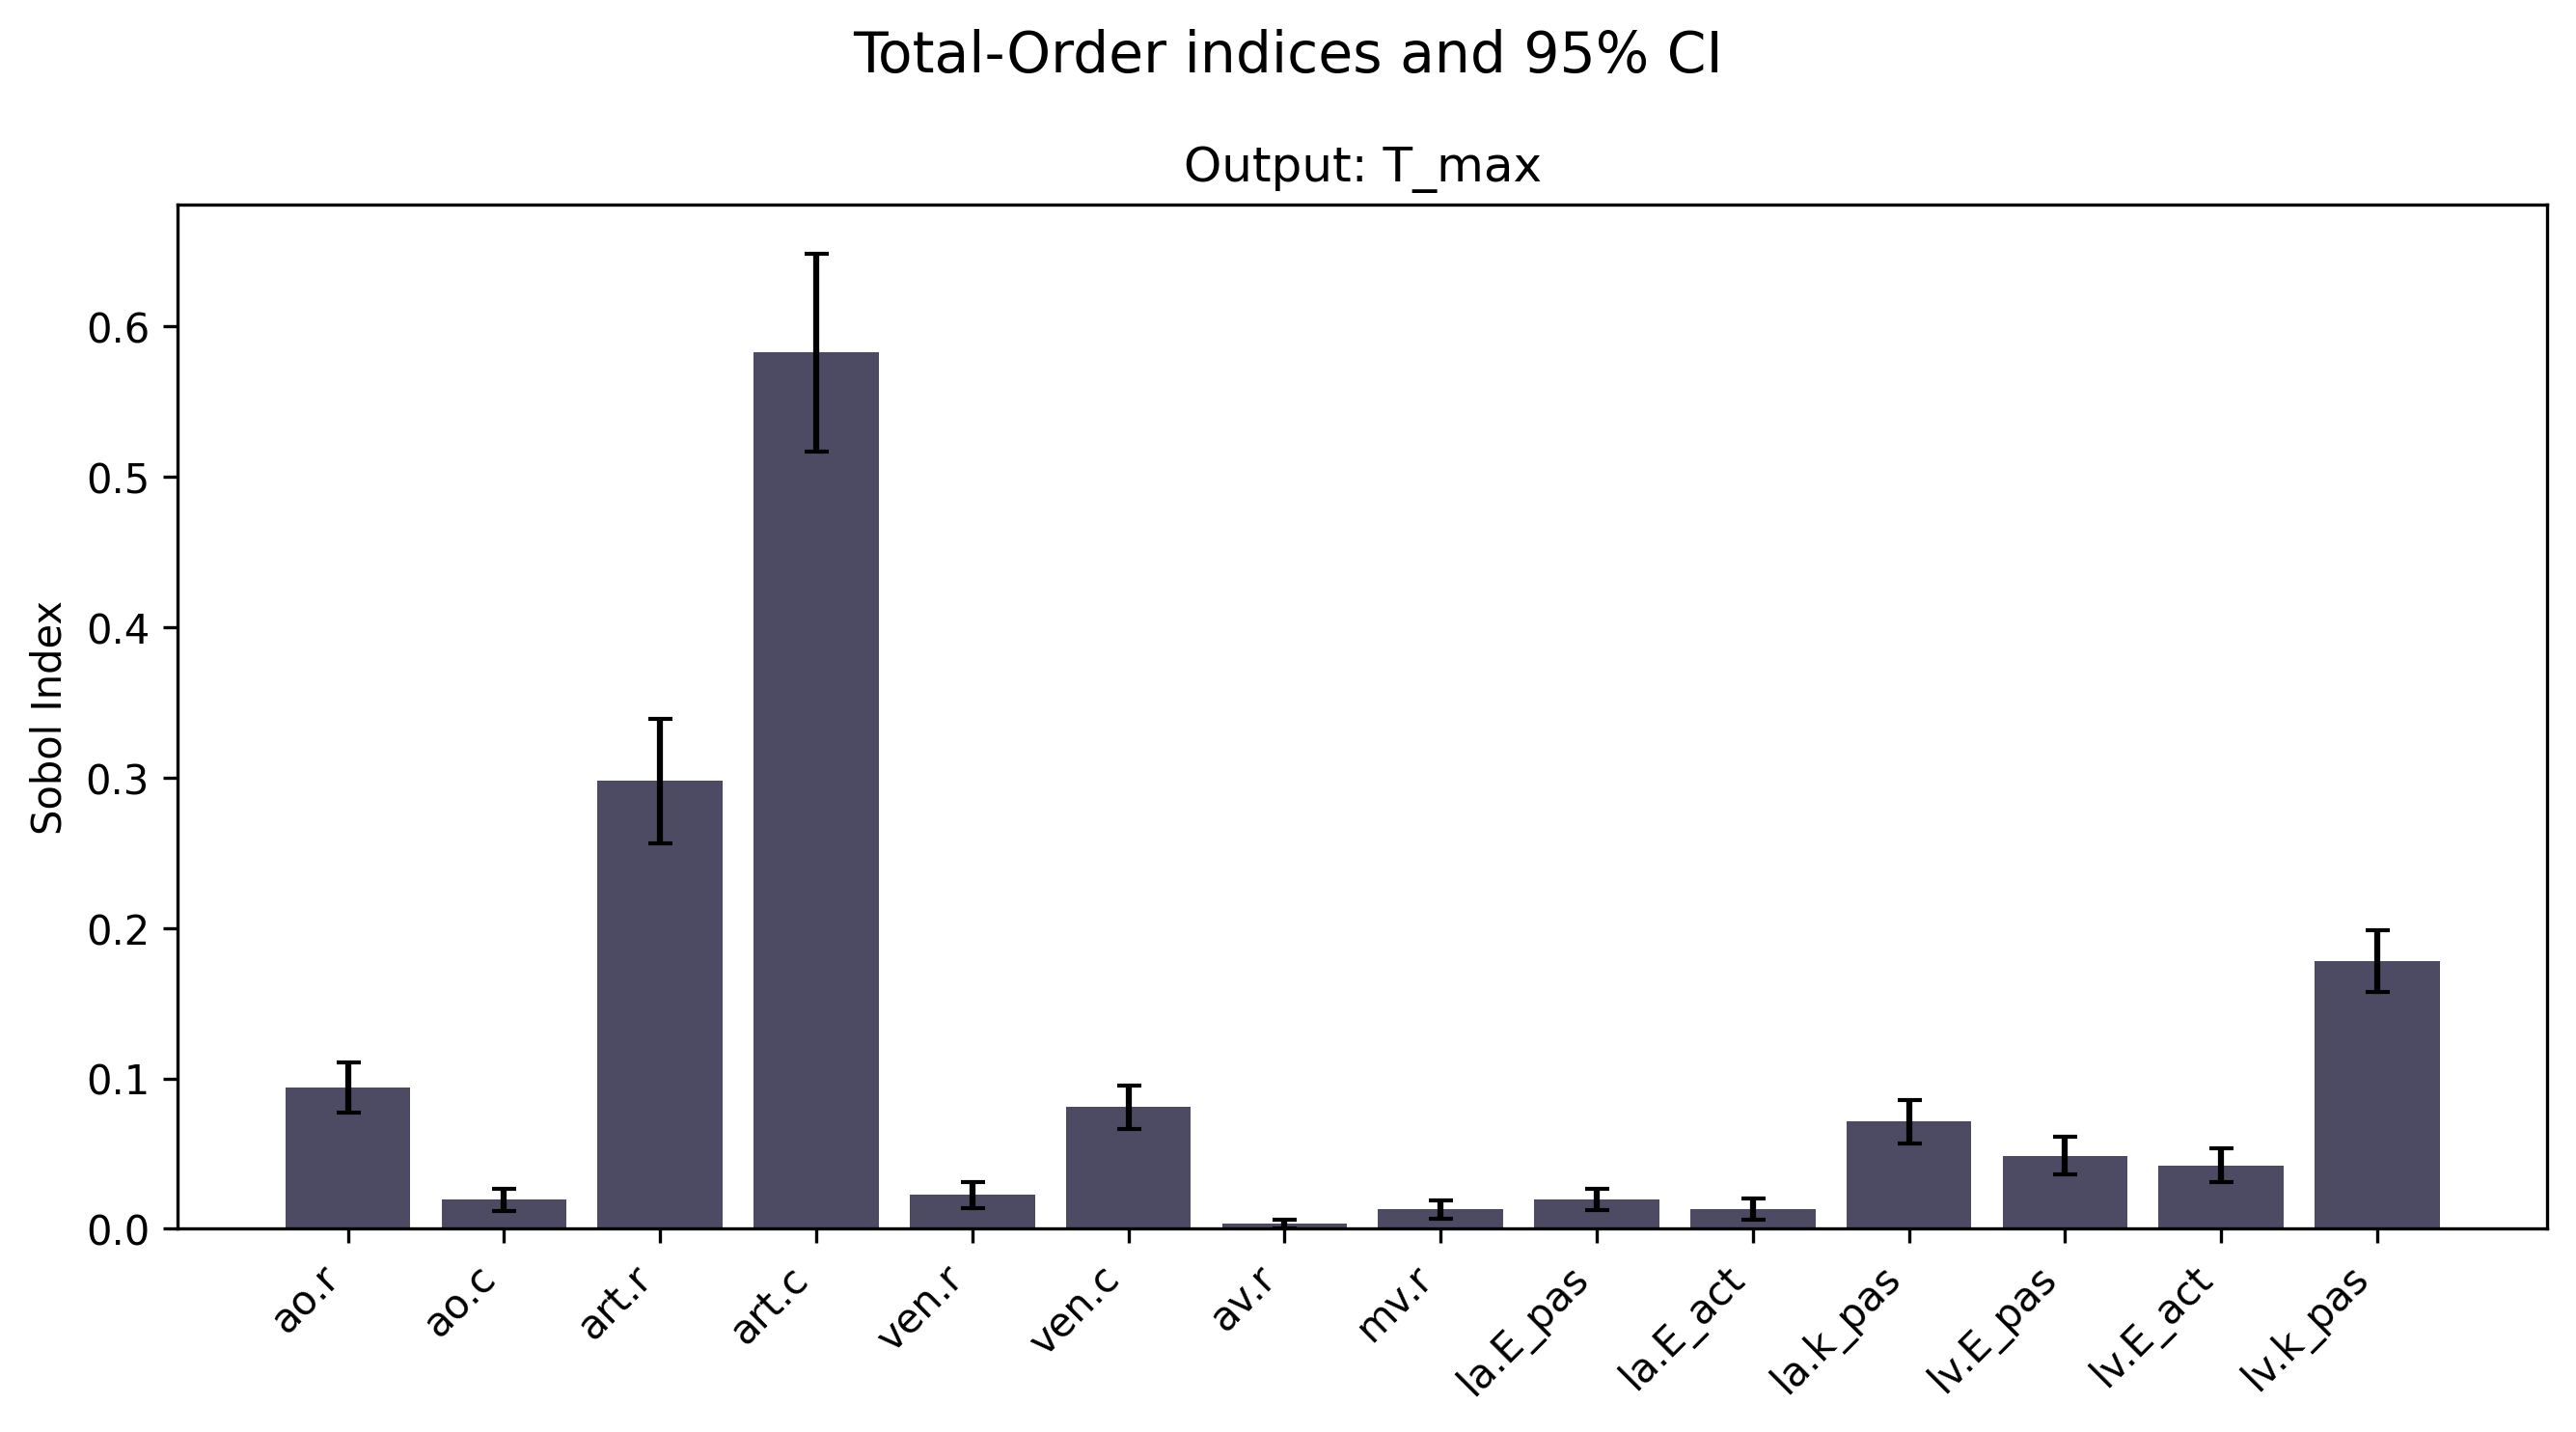 Total-Order indices and 95% CI
Output: T_max
Sobol Index
0.6
0.5
0.4
0.3
0.2
0.1
0.0
ao.r
ao.c
art.r
art.c
ven.r
ven.c
av.r
mv.r
la.E_pas
la.E_act
la.k_pas
lv.E_pas
lv.E_act
lv.k_pas